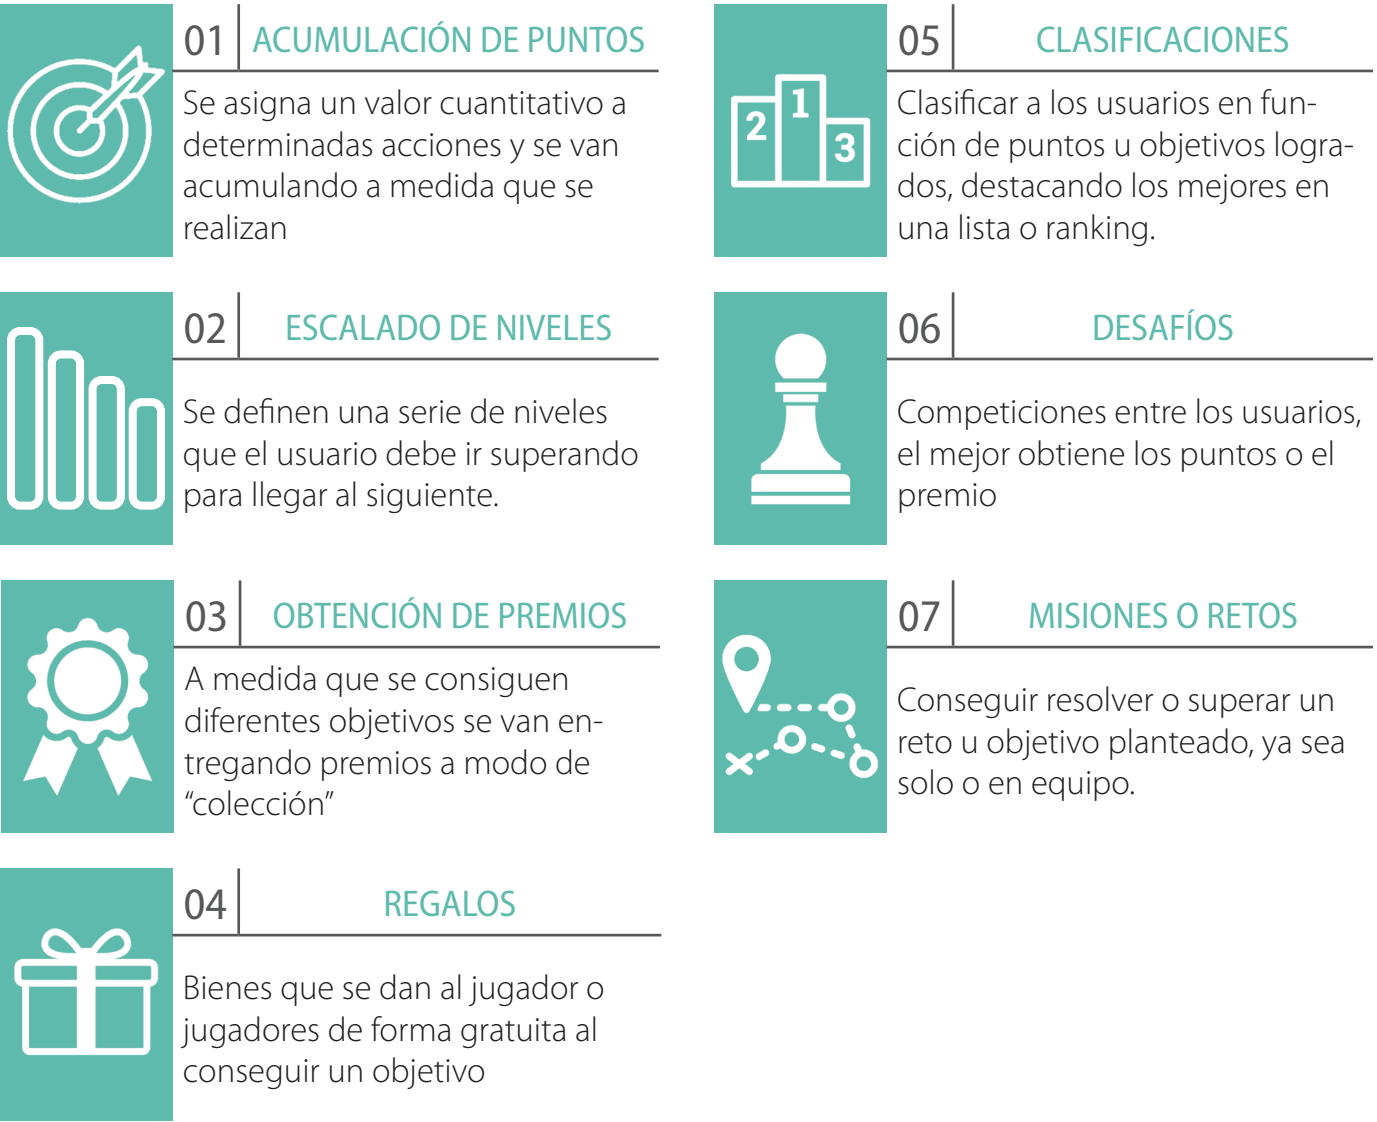 01 ACUMULACIÓN DE PUNTOS
Se asigna un valor cuantitativo a
determinadas acciones y se van
acumulando a medida que se
realizan
02 ESCALADO DE NIVELES
Se definen una serie de niveles
que el usuario debe ir superando
para llegar al siguiente.
03 OBTENCIÓN DE PREMIOS
A medida que se consiguen
diferentes objetivos se van en-
tregando premios a modo de
“colección”
04 REGALOS
Bienes que se dan al jugador o
jugadores de forma gratuita al
conseguir un objetivo
05 CLASIFICACIONES
2 1 3
Clasificar a los usuarios en fun-
ción de puntos u objetivos logra-
dos, destacando los mejores en
una lista o ranking.
06 DESAFÍOS
Competiciones entre los usuarios,
el mejor obtiene los puntos o el
premio
07 MISIONES O RETOS
Conseguir resolver o superar un
reto u objetivo planteado, ya sea
solo o en equipo.